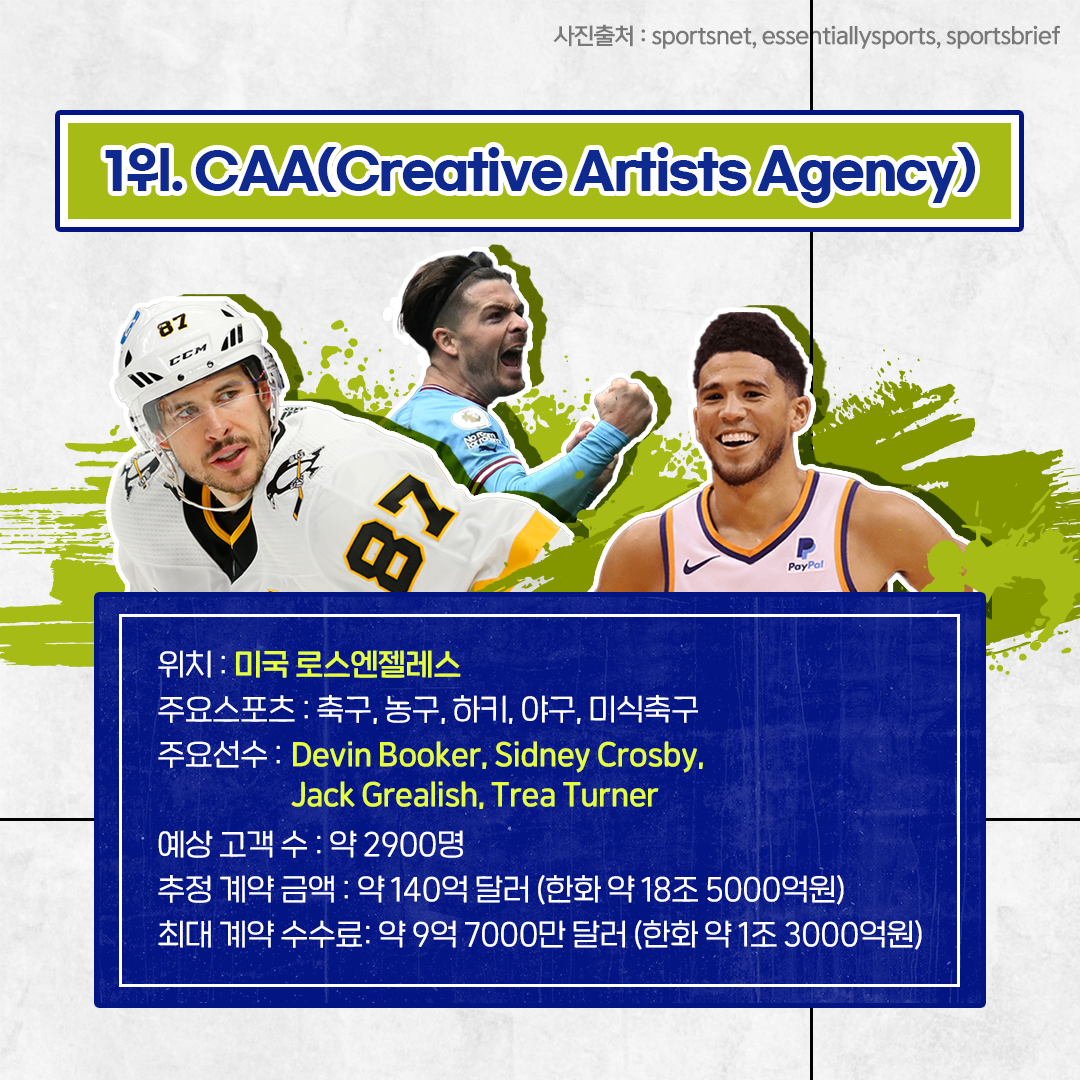 사진출처 : sportsnet, essentiallysports, sportsbrief
1위. CAA(Creative Artists Agency)
87
CCM
NO ROOM
FOR RACISM
87
PayPal
위치 : 미국 로스엔젤레스
주요스포츠 : 축구, 농구, 하키, 야구, 미식축구
주요선수 : Devin Booker, Sidney Crosby,
Jack Grealish, Trea Turner
예상 고객 수 : 약 2900명
추정 계약 금액 : 약 140억 달러 (한화 약 18조 5000억원)
최대 계약 수수료: 약 9억 7000만 달러 (한화 약 1조 3000억원)